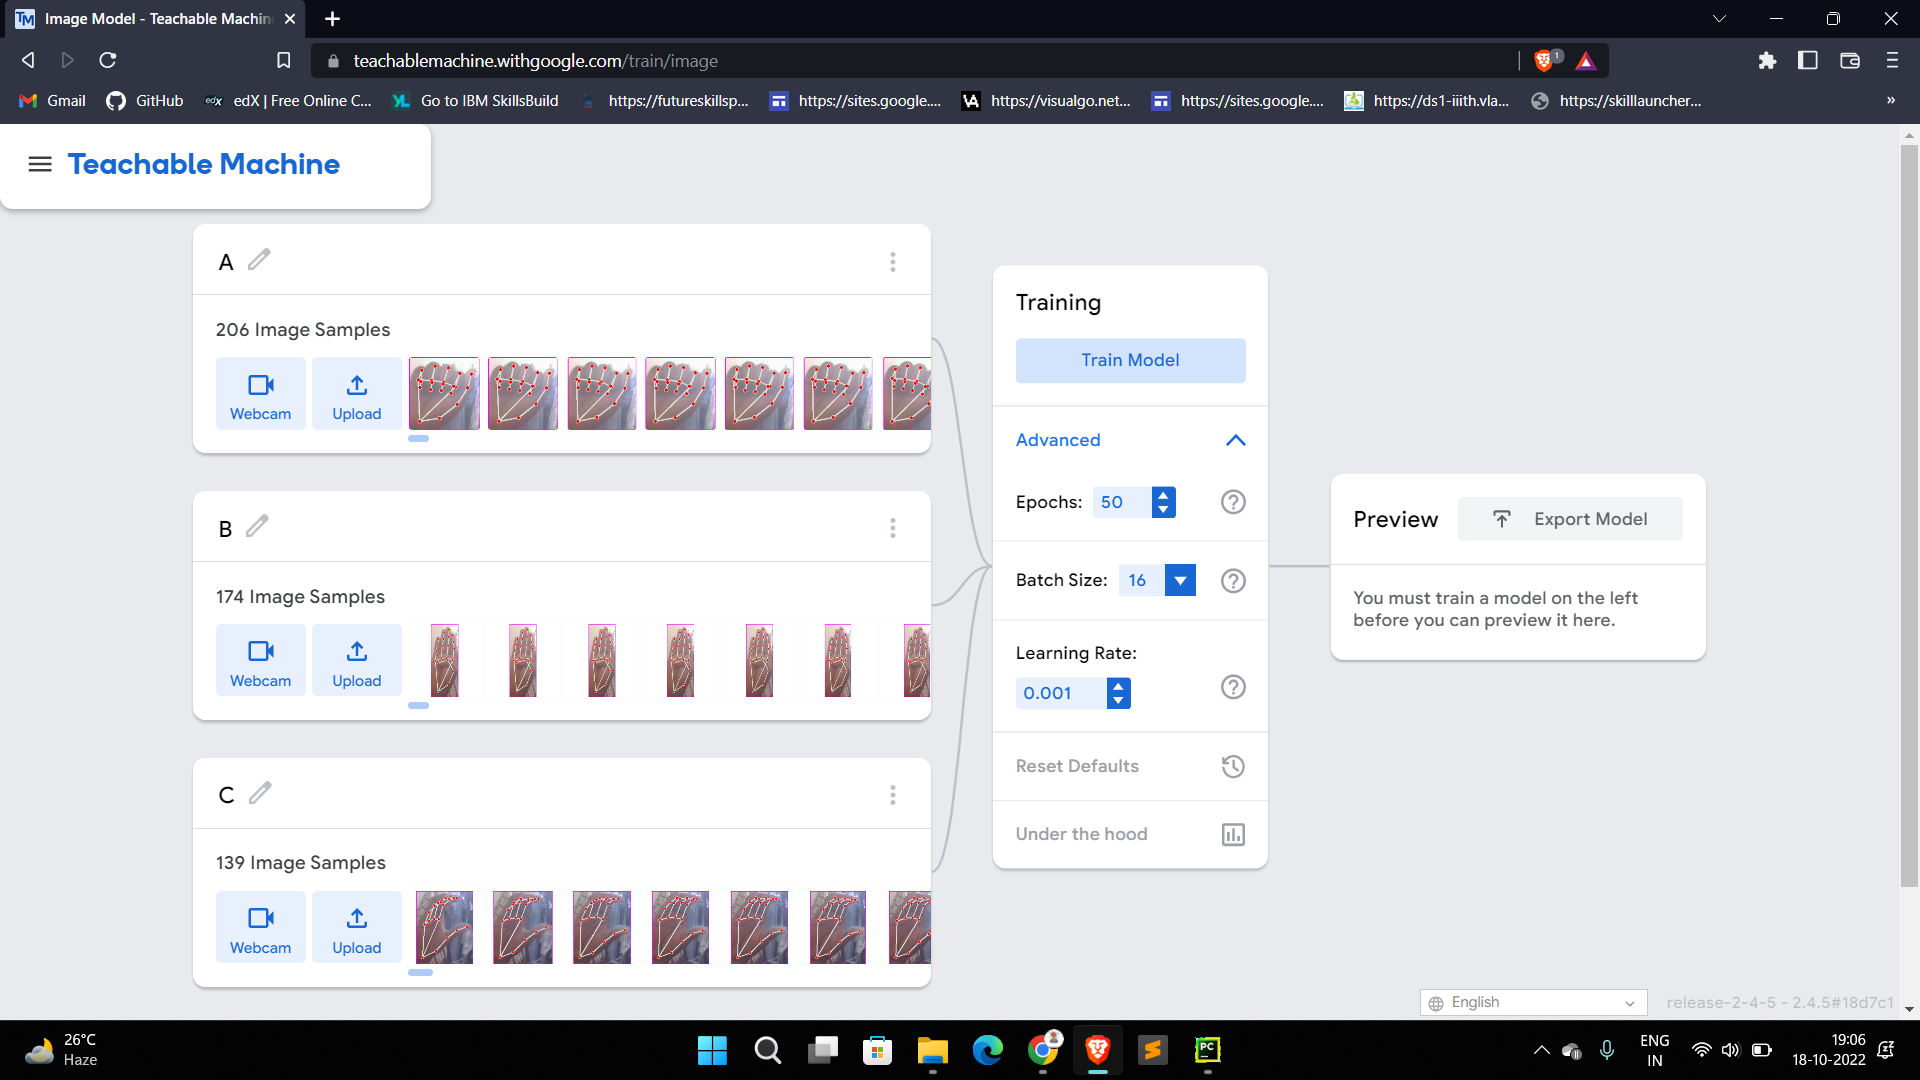 Image Model - Teachable Machin
teachablemachine.withgoogle.com/train/image
1
Gmail
GitHub
edX
edX | Free Online C...
YL
Go to IBM SkillsBuild
https://futureskillsp...
https://sites.google....
https://visualgo.net...
https://sites.google....
https://ds1-iiith.vla...
https://skilllauncher...
»
Teachable Machine
A
206 Image Samples
Webcam
Upload
B
174 Image Samples
Webcam
Upload
C
139 Image Samples
Webcam
Upload
Training
Train Model
Advanced
Epochs: 50
Batch Size: 16
Learning Rate:
0.001
Reset Defaults
Under the hood
Preview
Export Model
You must train a model on the left
before you can preview it here.
English
release-2-4-5 - 2.4.5#18d7c1
26°C
Haze
PC
ENG
IN
19:06
18-10-2022